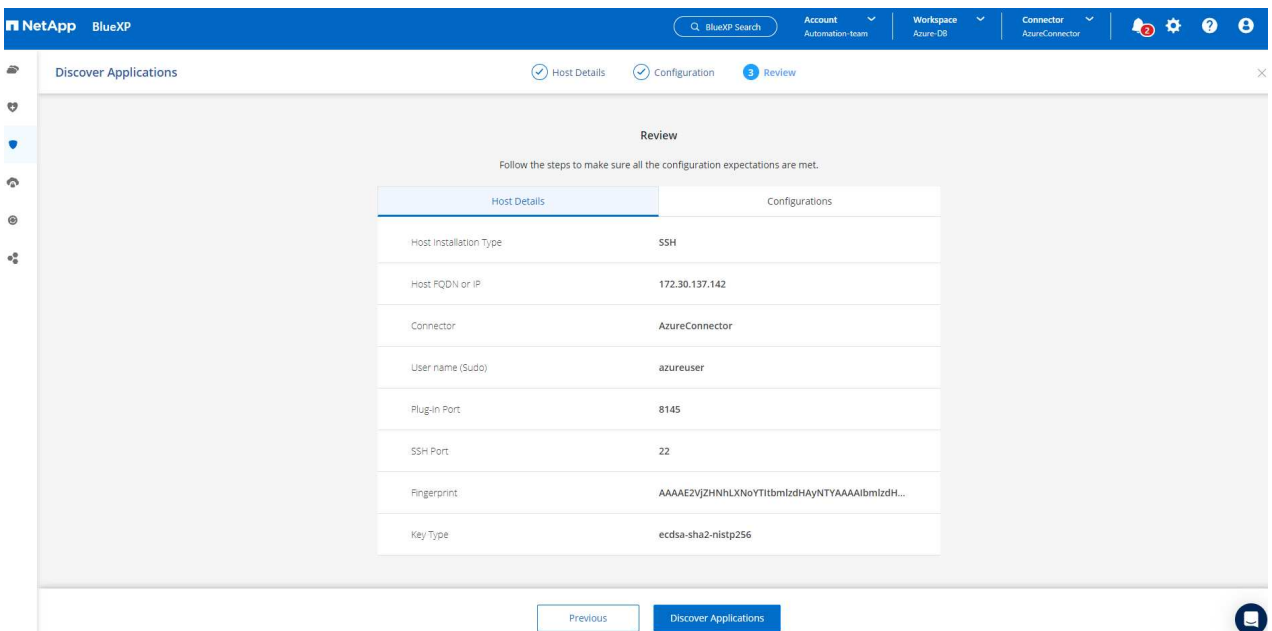 NetApp BlueXP
BlueXP Search
Account
Automation-team
Workspace
Azure-DB
Connector
AzureConnector
2
Discover Applications
Host Details
Configuration
3 Review
Review
Follow the steps to make sure all the configuration expectations are met.
Host Details Configurations
Host Installation Type SSH
Host FQDN or IP 172.30.137.142
Connector AzureConnector
User name (Sudo) azureuser
Plug-in Port 8145
SSH Port 22
Fingerprint AAAAE2VjZHNhLXNoYTItbmlzdHAyNTYAAAAIbmlzdH...
Key Type ecdsa-sha2-nistp256
Previous Discover Applications